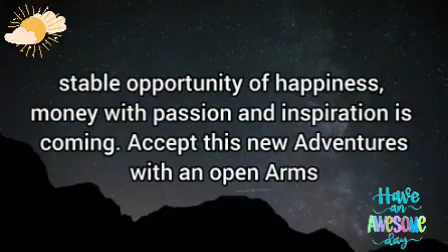 stable opportunity of happiness,
money with passion and inspiration is
coming. Accept this new Adventures
with an open Arms
Have
an
AWESOME
day